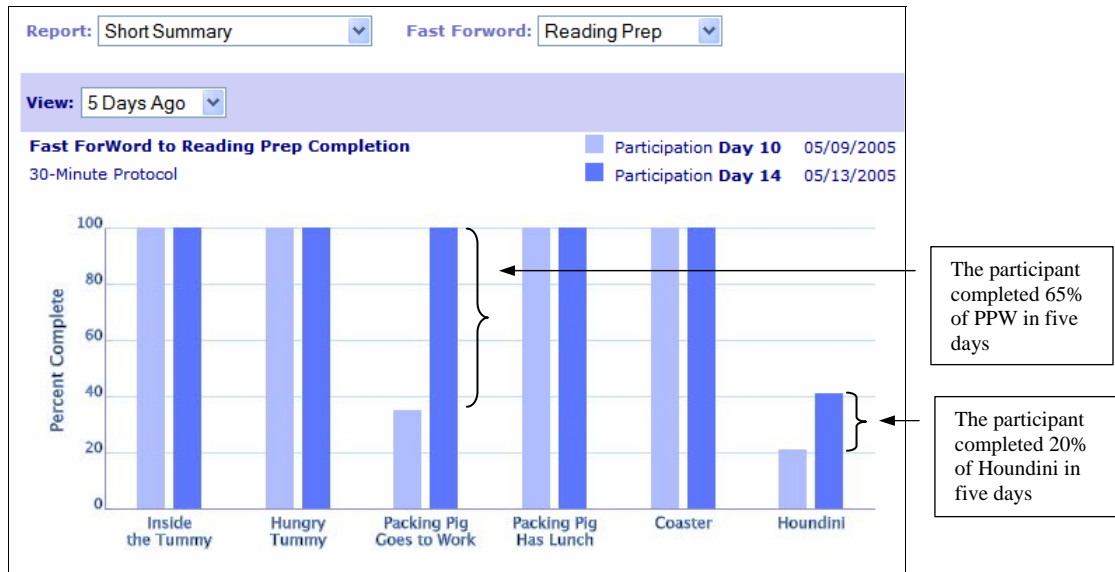 Report: Short Summary Fast Forword: Reading Prep
View: 5 Days Ago
Fast ForWord to Reading Prep Completion
30-Minute Protocol
Participation Day 10 05/09/2005
Participation Day 14 05/13/2005
Percent Complete
100
80
60
40
20
0
Inside
the Tummy
Hungry
Tummy
Packing Pig
Goes to Work
Packing Pig
Has Lunch
Coaster
Houndini
The participant
completed 65%
of PPW in five
days
The participant
completed 20%
of Houndini in
five days